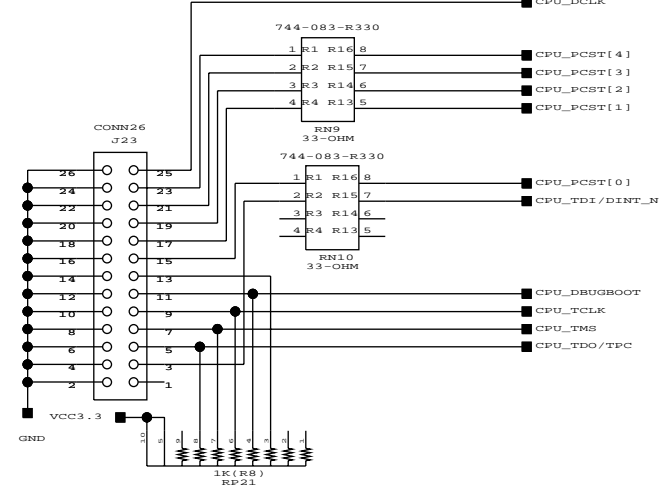 CPU_DCLK
744-083-R330
1 R1 R16 8 CPU_PCST[4]
2 R2 R15 7 CPU_PCST[3]
3 R3 R14 6 CPU_PCST[2]
4 R4 R13 5 CPU_PCST[1]
RN9
33-OHM
CONN26
J23
744-083-R330
1 R1 R16 8 CPU_PCST[0]
2 R2 R15 7 CPU_TDI/DINT_N
3 R3 R14 6
4 R4 R13 5
RN10
33-OHM
26 25
24 23
22 21
20 19
18 17
16 15
14 13
12 11 CPU_DBUGBOOT
10 9 CPU_TCLK
8 7 CPU_TMS
6 5 CPU_TDO/TPC
4 3
2 1
GND
VCC3.3
10 5 9 8 7 6 4 3 2 1
1K(R8)
RP21